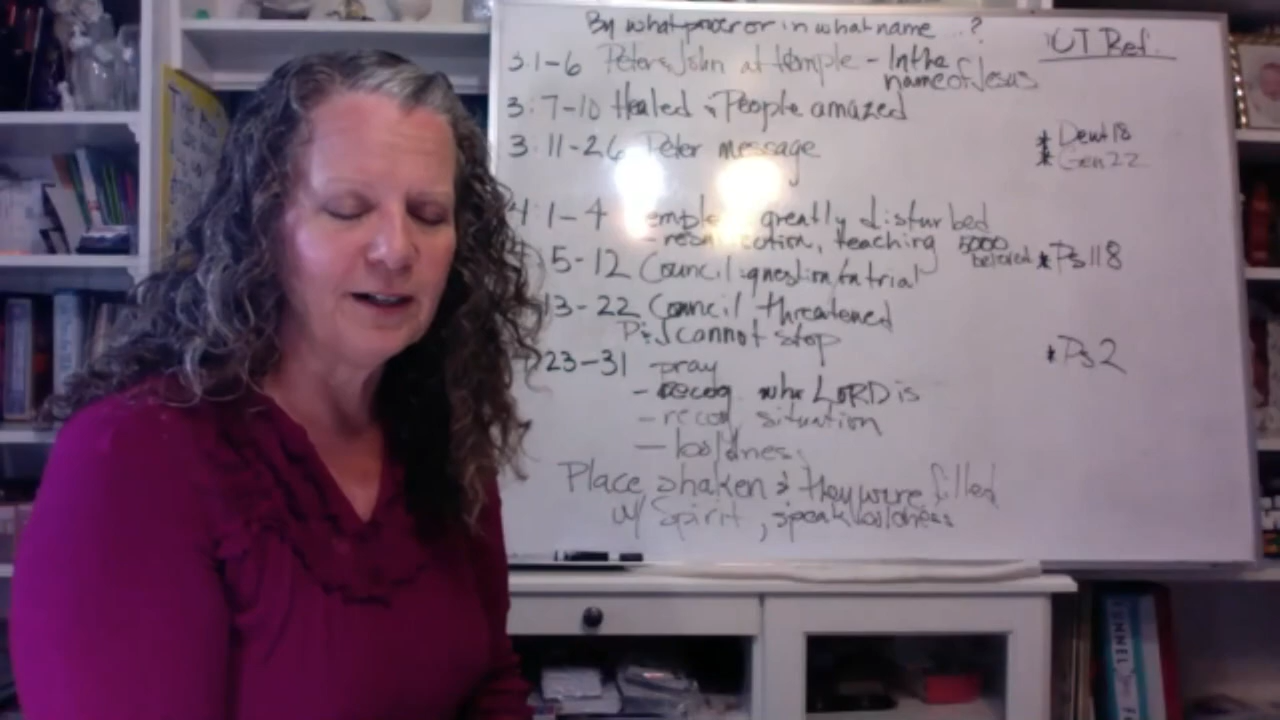 By what power or in what name ..?
OT Ref.
3:1-6 Peter & John at temple - In the
name of Jesus
3:7-10 Healed & People amazed
3:11-26 Peter message
* Deut 18
* Gen 22
4:1-4 greatly disturbed
- teaching 5000
believed
5-12 Council question/on trial
* Ps 118
13-22 Council threatened
P&J cannot stop
23-31 pray
* Ps 2
- recog who LORD is
- recog situation
- boldness
Place shaken & they were filled
w/ Spirit, speak boldness